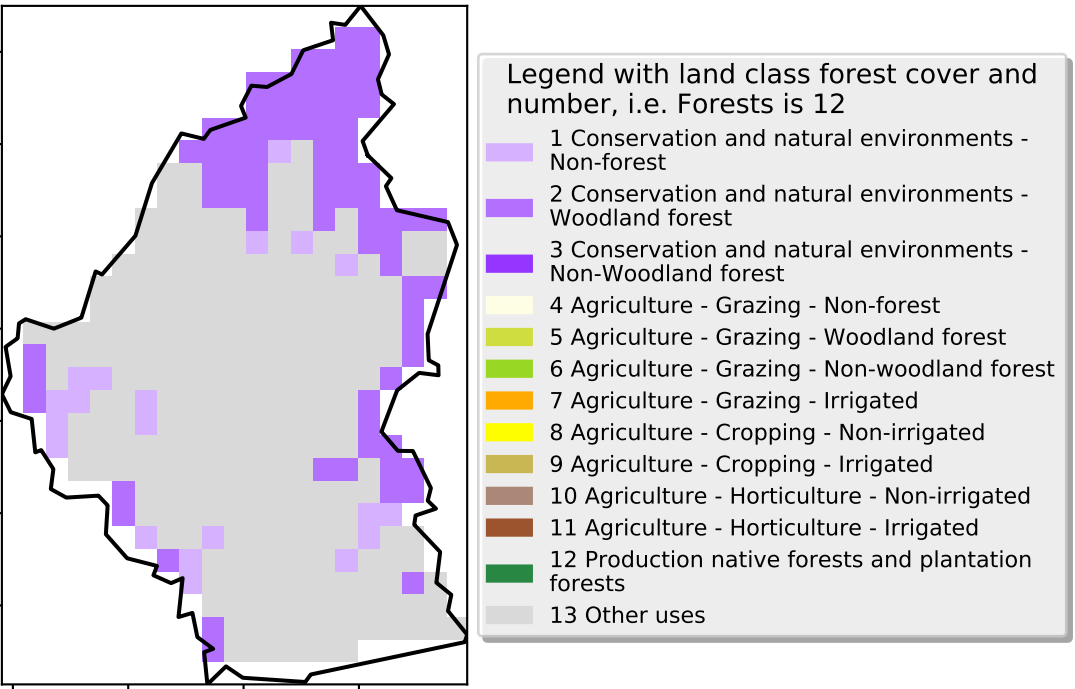 Legend with land class forest cover and
number, i.e. Forests is 12
1 Conservation and natural environments -
Non-forest
2 Conservation and natural environments -
Woodland forest
3 Conservation and natural environments -
Non-Woodland forest
4 Agriculture - Grazing - Non-forest
5 Agriculture - Grazing - Woodland forest
6 Agriculture - Grazing - Non-woodland forest
7 Agriculture - Grazing - Irrigated
8 Agriculture - Cropping - Non-irrigated
9 Agriculture - Cropping - Irrigated
10 Agriculture - Horticulture - Non-irrigated
11 Agriculture - Horticulture - Irrigated
12 Production native forests and plantation
forests
13 Other uses